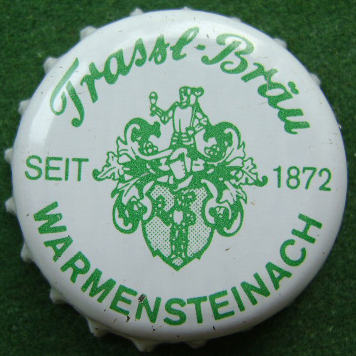 Trassl-Bräu
SEIT 1872
WARMENSTEINACH